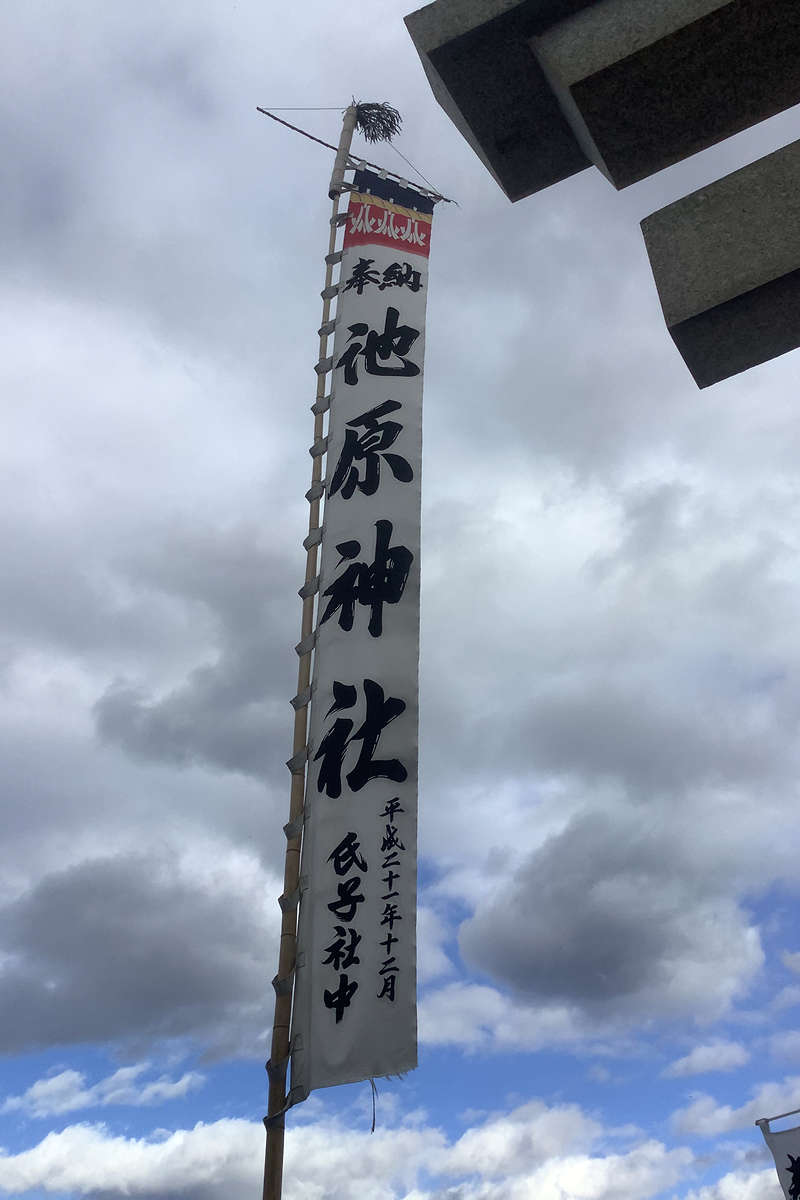 奉納
池原神社
平成二十一年十二月
氏子社中